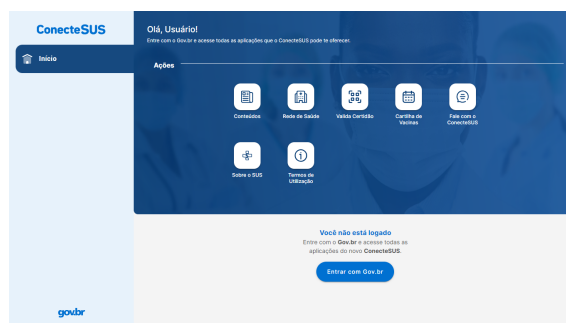 ConecteSUS
Início
Olá, Usuário!
Entre com o Gov.br e acesse todas as aplicações que o ConecteSUS pode te oferecer.
Ações
Conteúdos
Rede de Saúde
Valida Certidão
Cartilha de
Vacinas
Fale com o
ConecteSUS
Sobre o SUS
Termos de
Utilização
Você não está logado
Entre com o Gov.br e acesse todas as
aplicações do novo ConecteSUS.
Entrar com Gov.br
gov.br